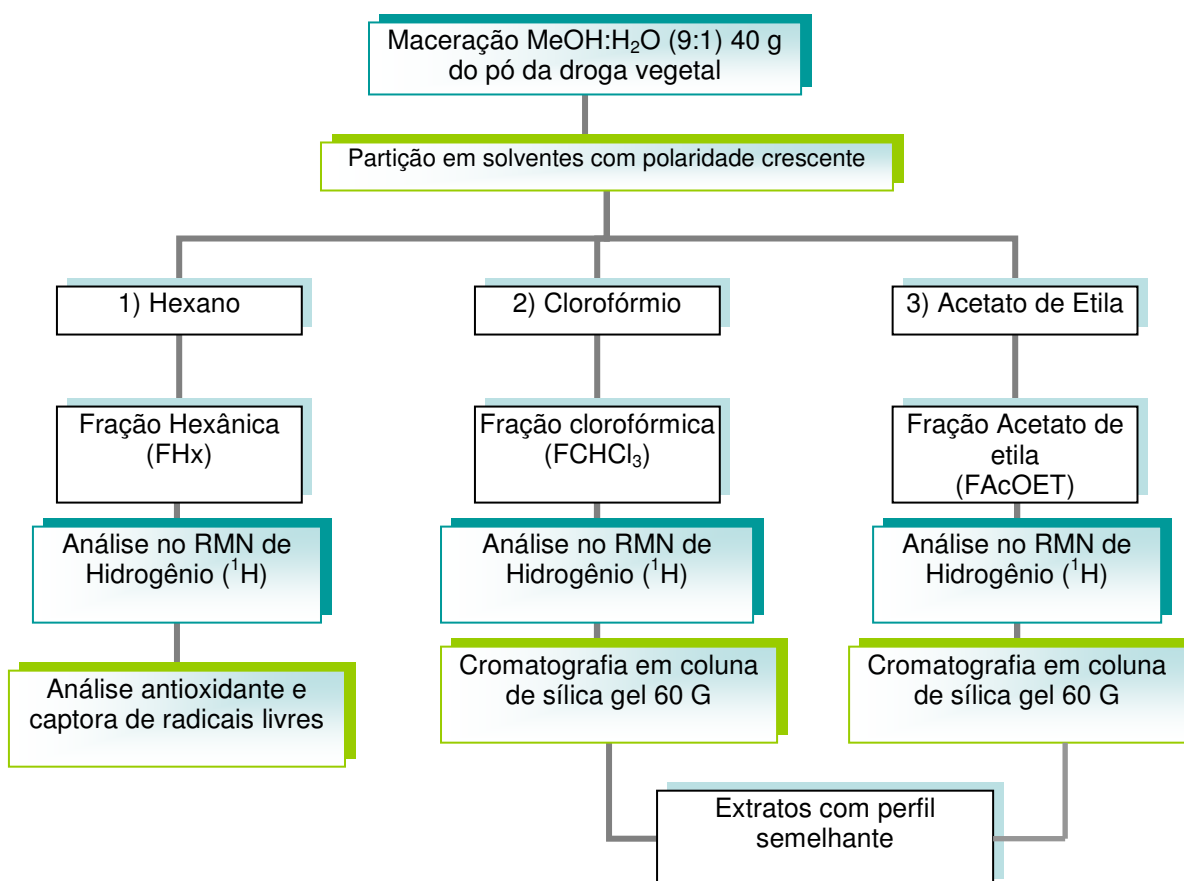 Maceração MeOH:H₂O (9:1) 40 g
do pó da droga vegetal
Partição em solventes com polaridade crescente
1) Hexano
2) Clorofórmio
3) Acetato de Etila
Fração Hexânica
(FHx)
Fração clorofórmica
(FCHCl₃)
Fração Acetato de
etila
(FAcOET)
Análise no RMN de
Hidrogênio (¹H)
Análise no RMN de
Hidrogênio (¹H)
Análise no RMN de
Hidrogênio (¹H)
Análise antioxidante e
captora de radicais livres
Cromatografia em coluna
de sílica gel 60 G
Cromatografia em coluna
de sílica gel 60 G
Extratos com perfil
semelhante